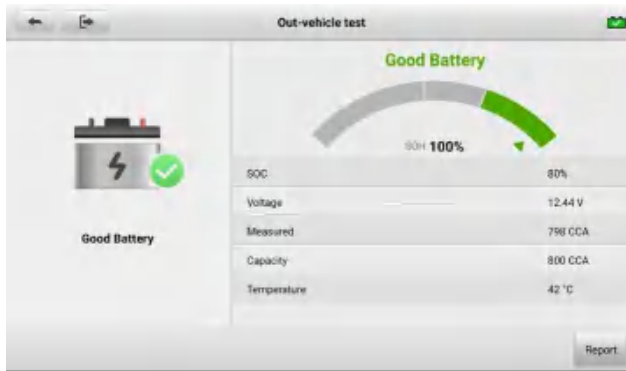 Out-vehicle test
Good Battery
Good Battery
SOH 100%
SOC 80%
Voltage 12.44 V
Measured 798 CCA
Capacity 800 CCA
Temperature 42 °C
Report